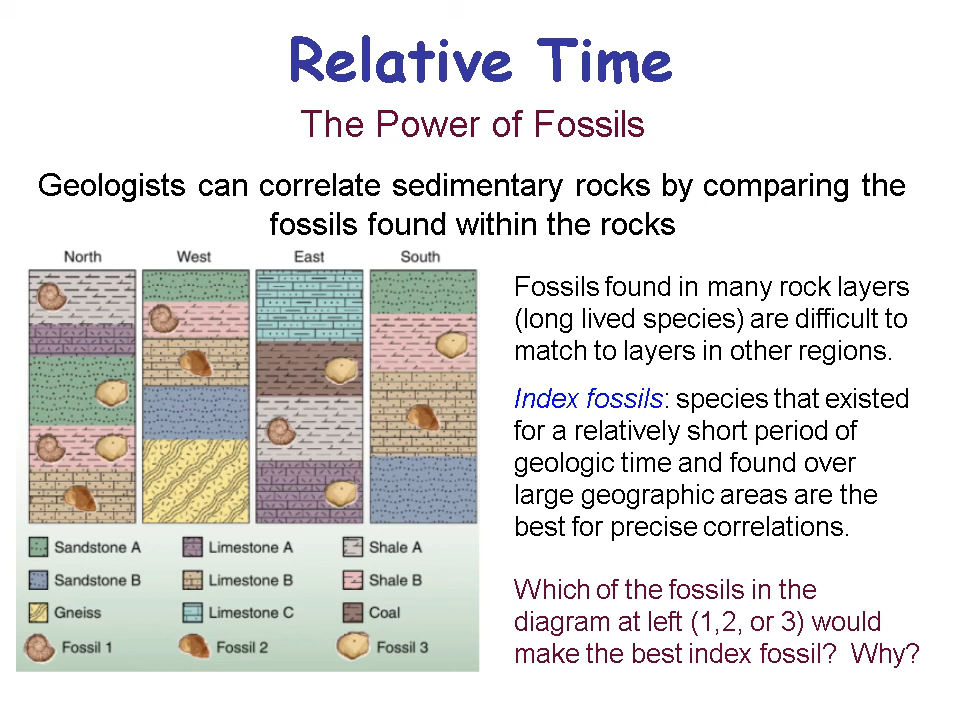 Relative Time
The Power of Fossils
Geologists can correlate sedimentary rocks by comparing the
fossils found within the rocks
North West East South
Fossils found in many rock layers
(long lived species) are difficult to
match to layers in other regions.
Index fossils: species that existed
for a relatively short period of
geologic time and found over
large geographic areas are the
best for precise correlations.
Which of the fossils in the
diagram at left (1,2, or 3) would
make the best index fossil? Why?
Sandstone A Limestone A Shale A
Sandstone B Limestone B Shale B
Gneiss Limestone C Coal
Fossil 1 Fossil 2 Fossil 3